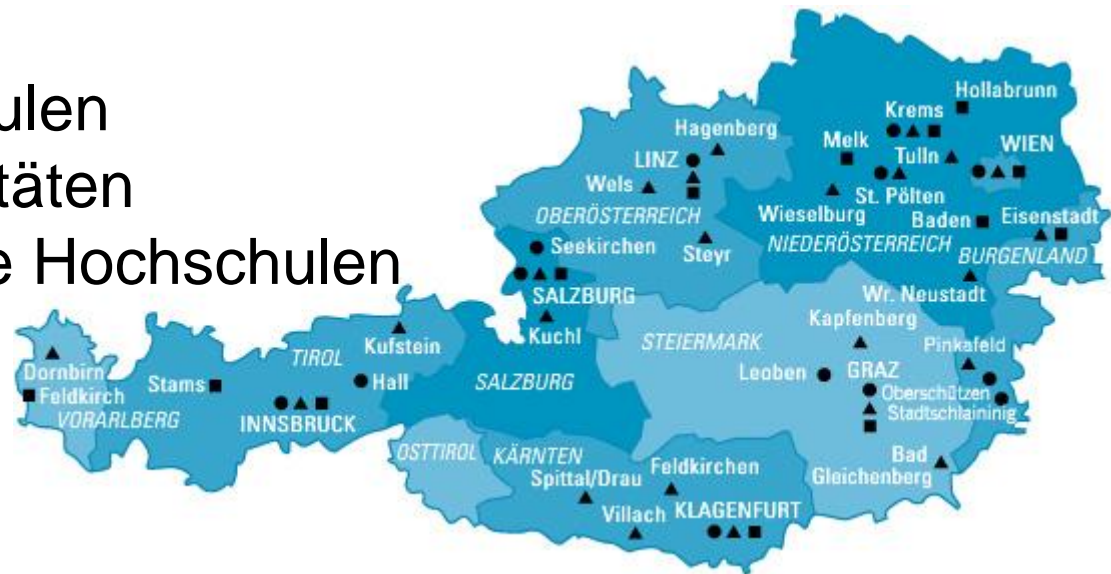 ulen
täten
e Hochschulen
Hollabrunn
Krems
Hagenberg
Melk
WIEN
LINZ
Tulln
Wels
St. Pölten
Wieselburg
OBERÖSTERREICH
Baden
Eisenstadt
Seekirchen
Steyr
NIEDERÖSTERREICH
BURGENLAND
SALZBURG
Wr. Neustadt
Kapfenberg
Kuchl
Kufstein
TIROL
STEIERMARK
Pinkafeld
Dornbirn
Feldkirch
Stams
Hall
SALZBURG
Leoben
GRAZ
Oberschützen
VORARLBERG
INNSBRUCK
Stadtschlaininig
OSTTIROL
KÄRNTEN
Bad
Gleichenberg
Spittal/Drau
Feldkirchen
Villach
KLAGENFURT